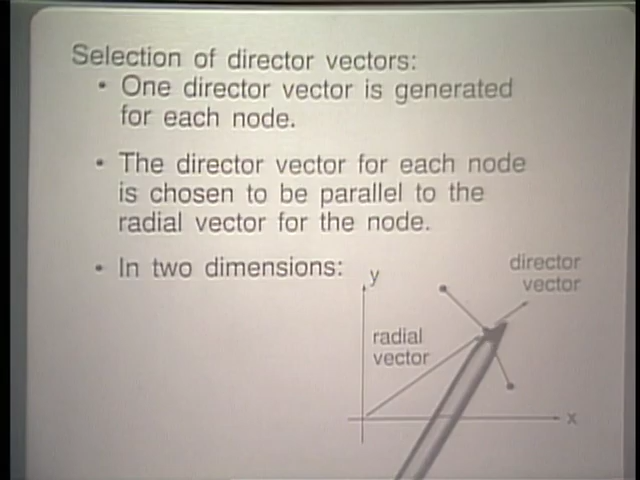 Selection of director vectors:
• One director vector is generated
for each node.
• The director vector for each node
is chosen to be parallel to the
radial vector for the node.
• In two dimensions:
y
director
vector
radial
vector
x